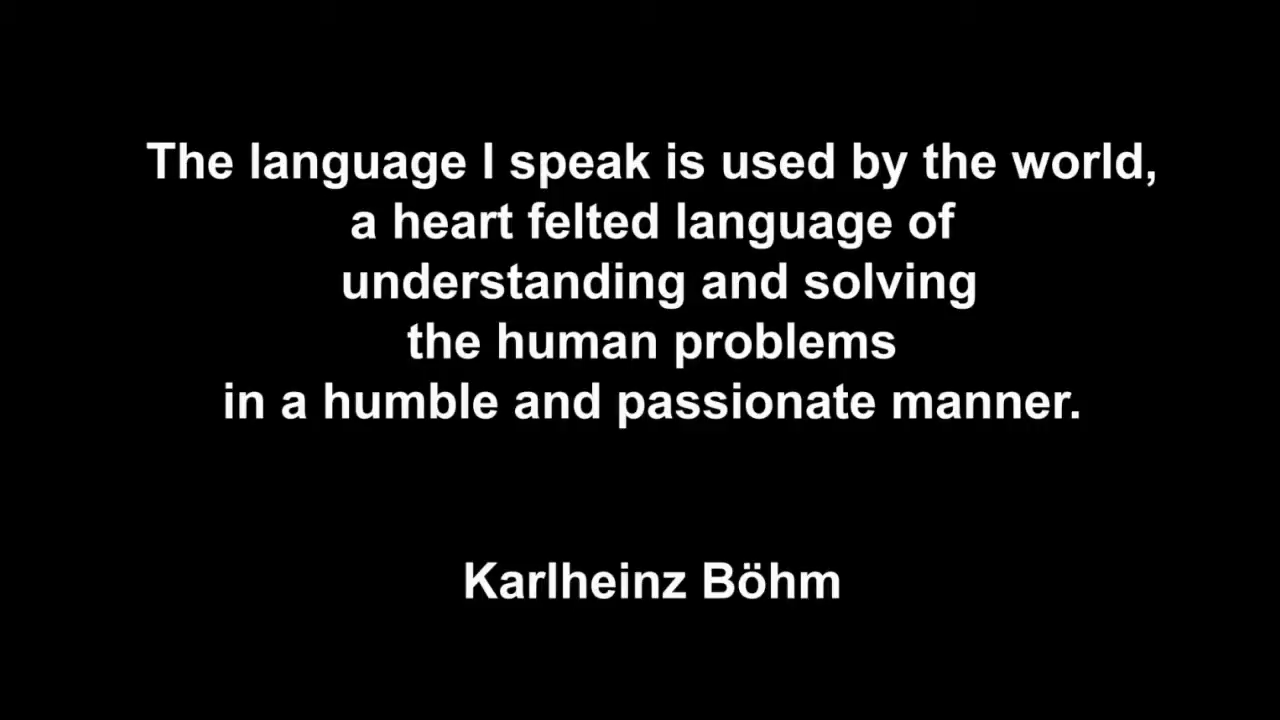 The language I speak is used by the world,
a heart felted language of
understanding and solving
the human problems
in a humble and passionate manner.
Karlheinz Böhm